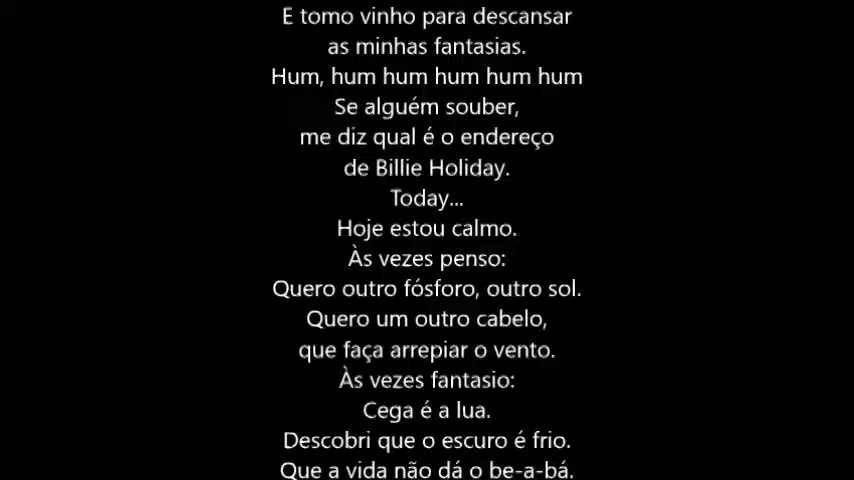 E tomo vinho para descansar
as minhas fantasias.
Hum, hum hum hum hum hum
Se alguém souber,
me diz qual é o endereço
de Billie Holiday.
Today...
Hoje estou calmo.
Às vezes penso:
Quero outro fósforo, outro sol.
Quero um outro cabelo,
que faça arrepiar o vento.
Às vezes fantasio:
Cega é a lua.
Descobri que o escuro é frio.
Que a vida não dá o be-a-bá.